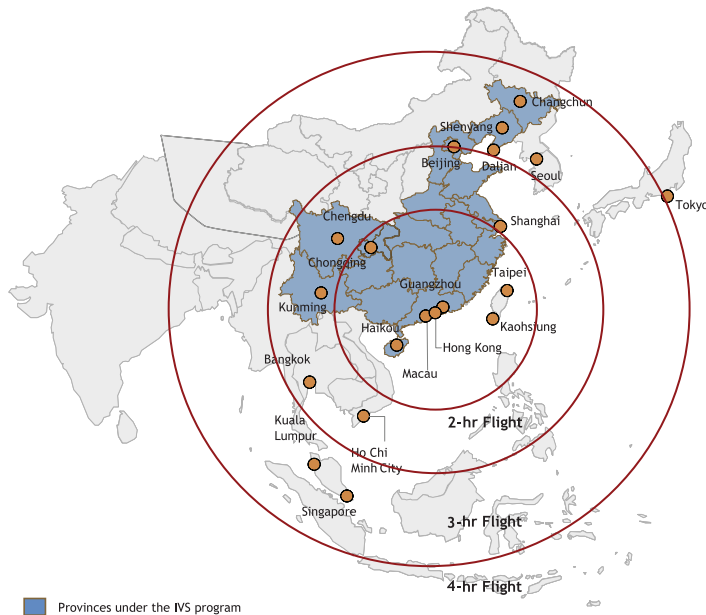 Changchun
Shenyang
Beijing
Dalian
Seoul
Tokyo
Chengdu
Shanghai
Chongqing
Taipei
Guangzhou
Kunming
Haikou
Kaohsiung
Hong Kong
Bangkok
Macau
Kuala
Lumpur
2-hr Flight
Ho Chi
Minh City
Singapore
3-hr Flight
4-hr Flight
Provinces under the IVS program